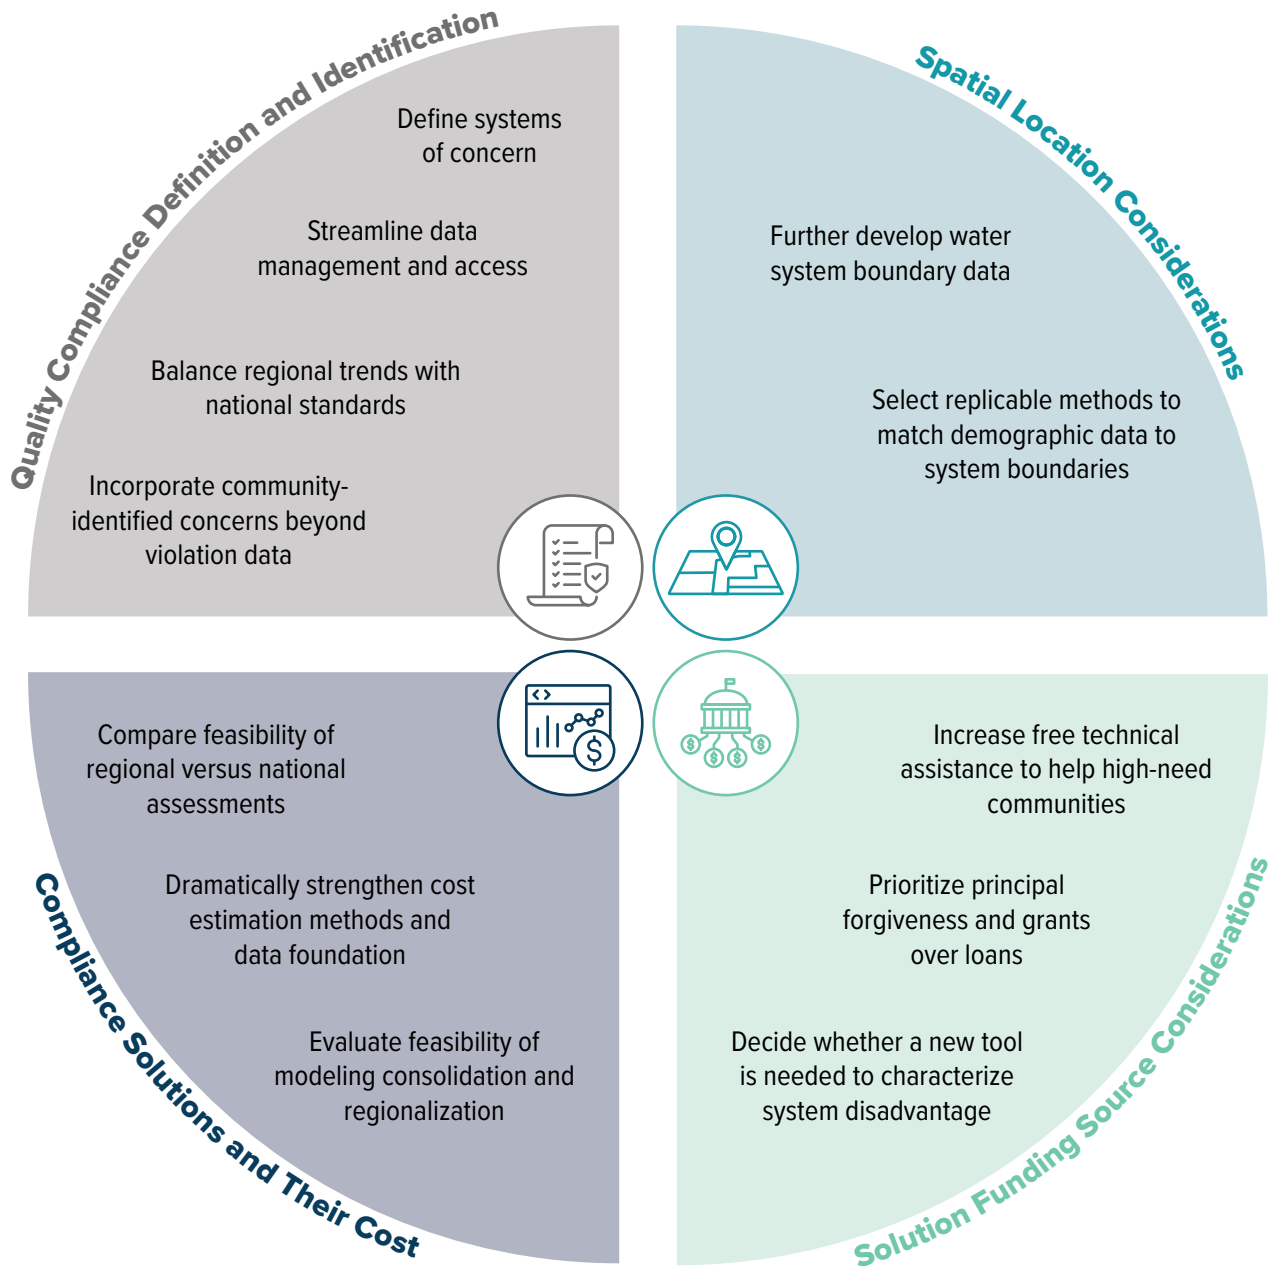 Quality Compliance Definition and Identification
Define systems
of concern
Streamline data
management and access
Balance regional trends with
national standards
Incorporate community-
identified concerns beyond
violation data
Spatial Location Considerations
Further develop water
system boundary data
Select replicable methods to
match demographic data to
system boundaries
Compliance Solutions and Their Cost
Compare feasibility of
regional versus national
assessments
Dramatically strengthen cost
estimation methods and
data foundation
Evaluate feasibility of
modeling consolidation and
regionalization
Solution Funding Source Considerations
Increase free technical
assistance to help high-need
communities
Prioritize principal
forgiveness and grants
over loans
Decide whether a new tool
is needed to characterize
system disadvantage